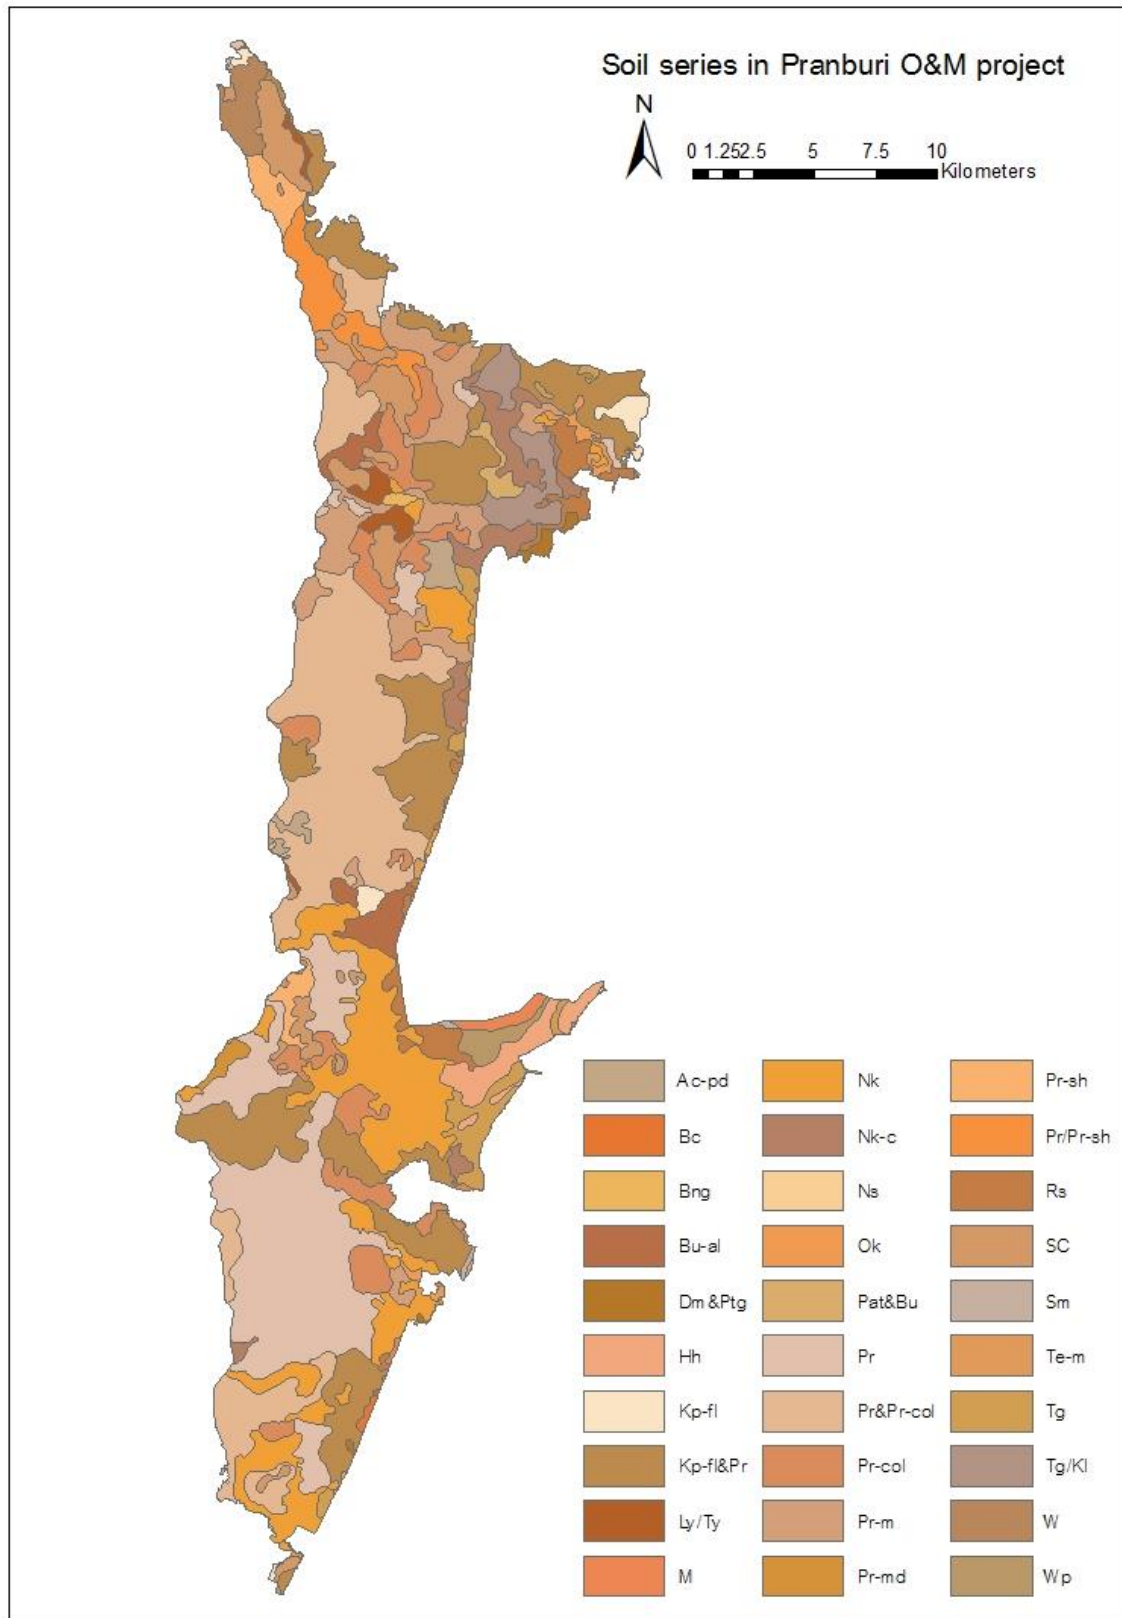 Soil series in Pranburi O&M project
N
0 1.252.5 5 7.5 10
Kilometers
Ac-pd Nk Pr-sh
Bc Nk-c Pr/Pr-sh
Bng Ns Rs
Bu-al Ok SC
Dm&Ptg Pat&Bu Sm
Hh Pr Te-m
Kp-fl Pr&Pr-col Tg
Kp-fl&Pr Pr-col Tg/Kl
Ly/Ty Pr-m W
M Pr-md Wp